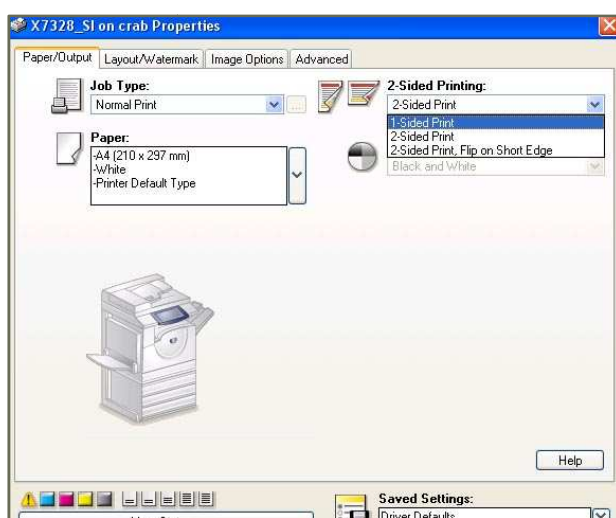 X7328_SI on crab Properties
Paper/Output
Layout/Watermark
Image Options
Advanced
Job Type:
Normal Print
...
Paper:
-A4 (210 x 297 mm)
-White
-Printer Default Type
2-Sided Printing:
2-Sided Print
1-Sided Print
2-Sided Print
2-Sided Print, Flip on Short Edge
Black and White
Help
Saved Settings:
Driver Defaults